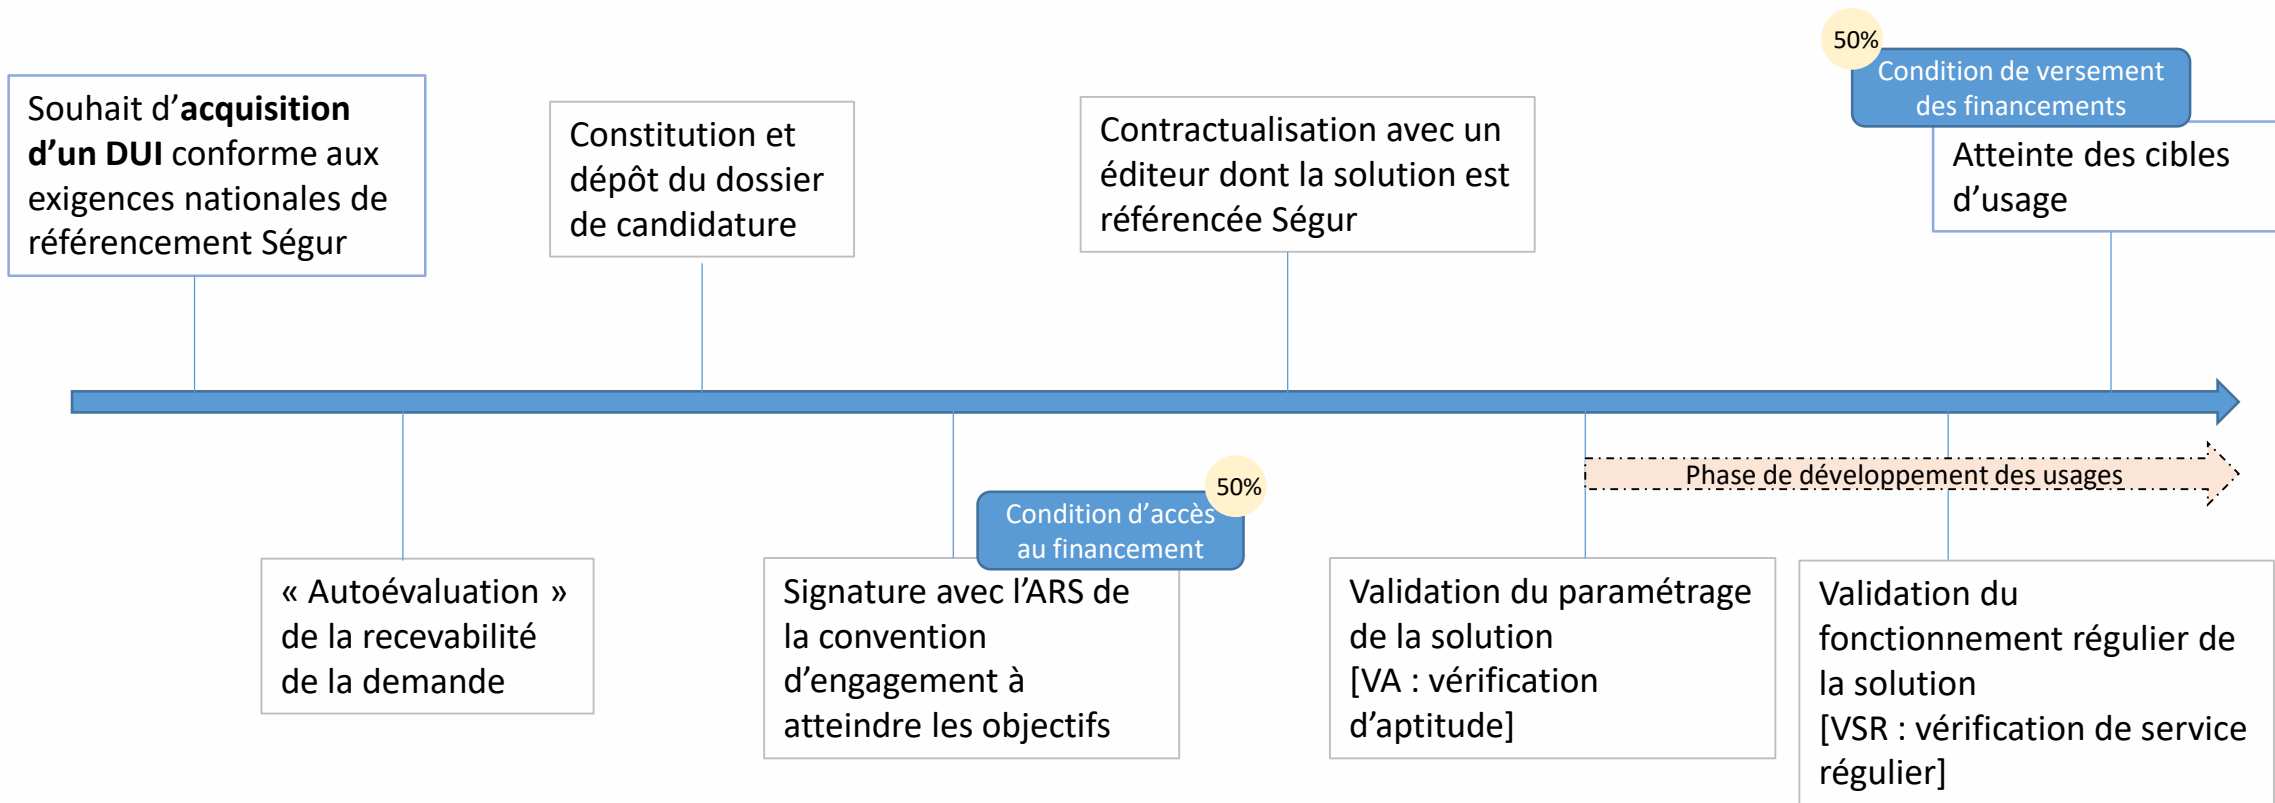 50%
Condition de versement
des financements
Souhait d’acquisition
d’un DUI conforme aux
exigences nationales de
référencement Ségur
Constitution et
dépôt du dossier
de candidature
Contractualisation avec un
éditeur dont la solution est
référencée Ségur
Atteinte des cibles
d’usage
Phase de développement des usages
50%
Condition d’accès
au financement
« Autoévaluation »
de la recevabilité
de la demande
Signature avec l’ARS de
la convention
d’engagement à
atteindre les objectifs
Validation du paramétrage
de la solution
[VA : vérification
d’aptitude]
Validation du
fonctionnement régulier de
la solution
[VSR : vérification de service
régulier]